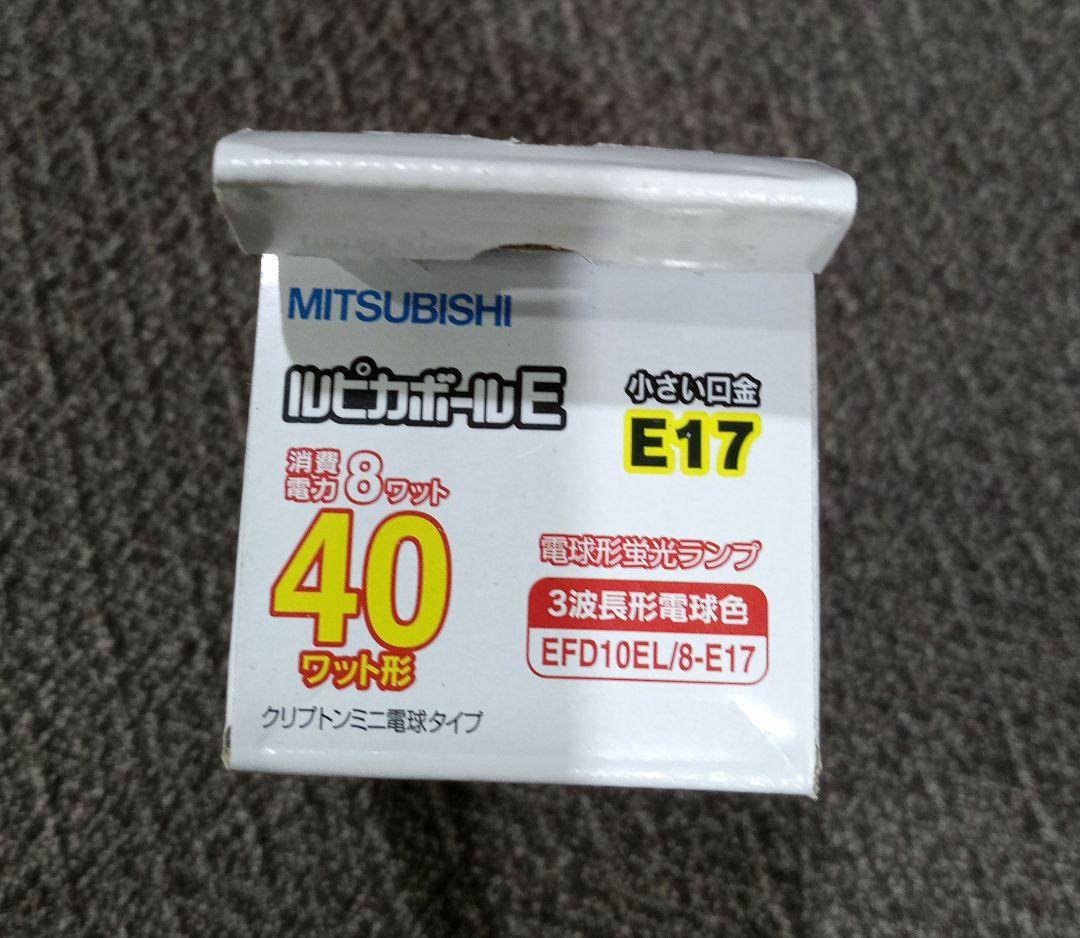 MITSUBISHI
ルピカボールE
小さい口金
E17
消費
電力8ワット
40
ワット形
クリプトンミニ電球タイプ
電球形蛍光ランプ
3波長形電球色
EFD10EL/8-E17